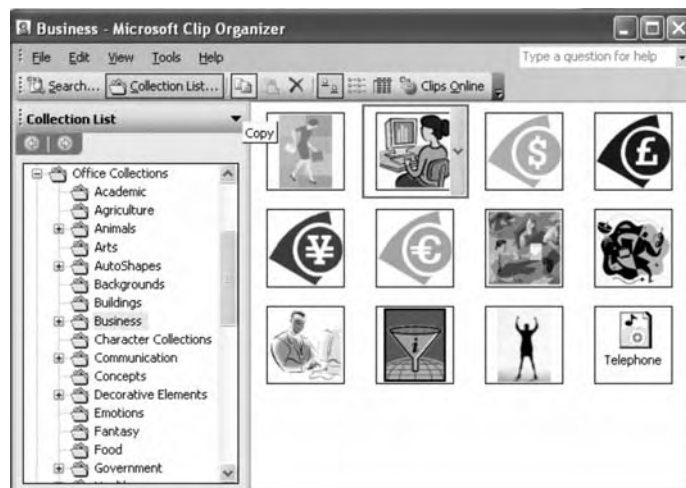 Business - Microsoft Clip Organizer
File Edit View Tools Help
Type a question for help
Search... Collection List... Clips Online
Collection List
Copy
Office Collections
Academic
Agriculture
Animals
Arts
AutoShapes
Backgrounds
Buildings
Business
Character Collections
Communication
Concepts
Decorative Elements
Emotions
Fantasy
Food
Government
$
£
¥
€
i
Telephone